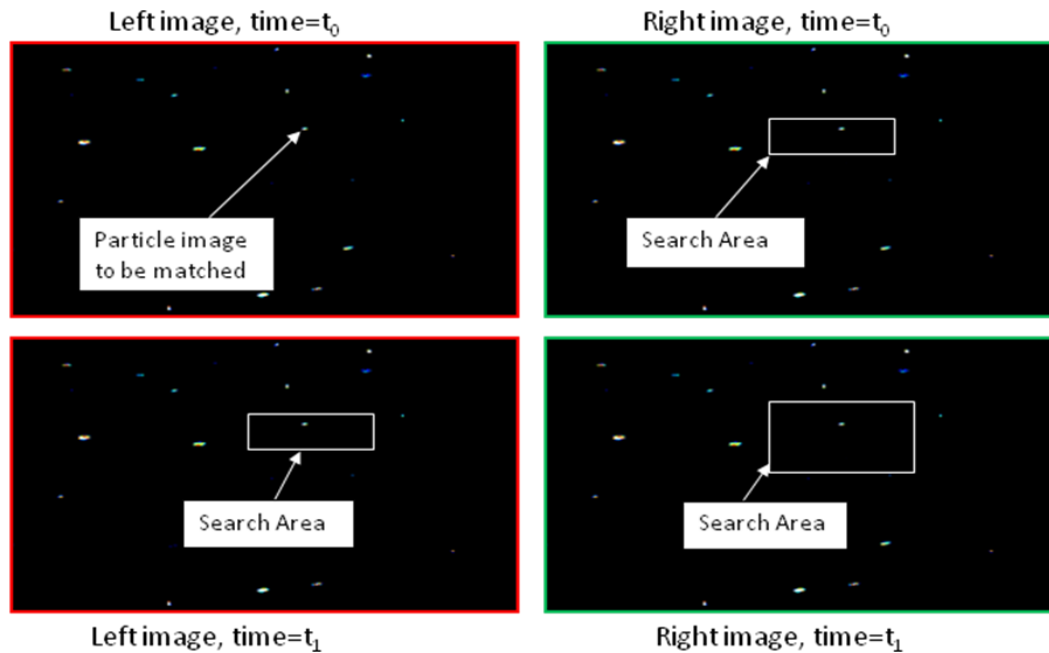 Left image, time=t₀
Right image, time=t₀
Particle image
to be matched
Search Area
Search Area
Search Area
Left image, time=t₁
Right image, time=t₁